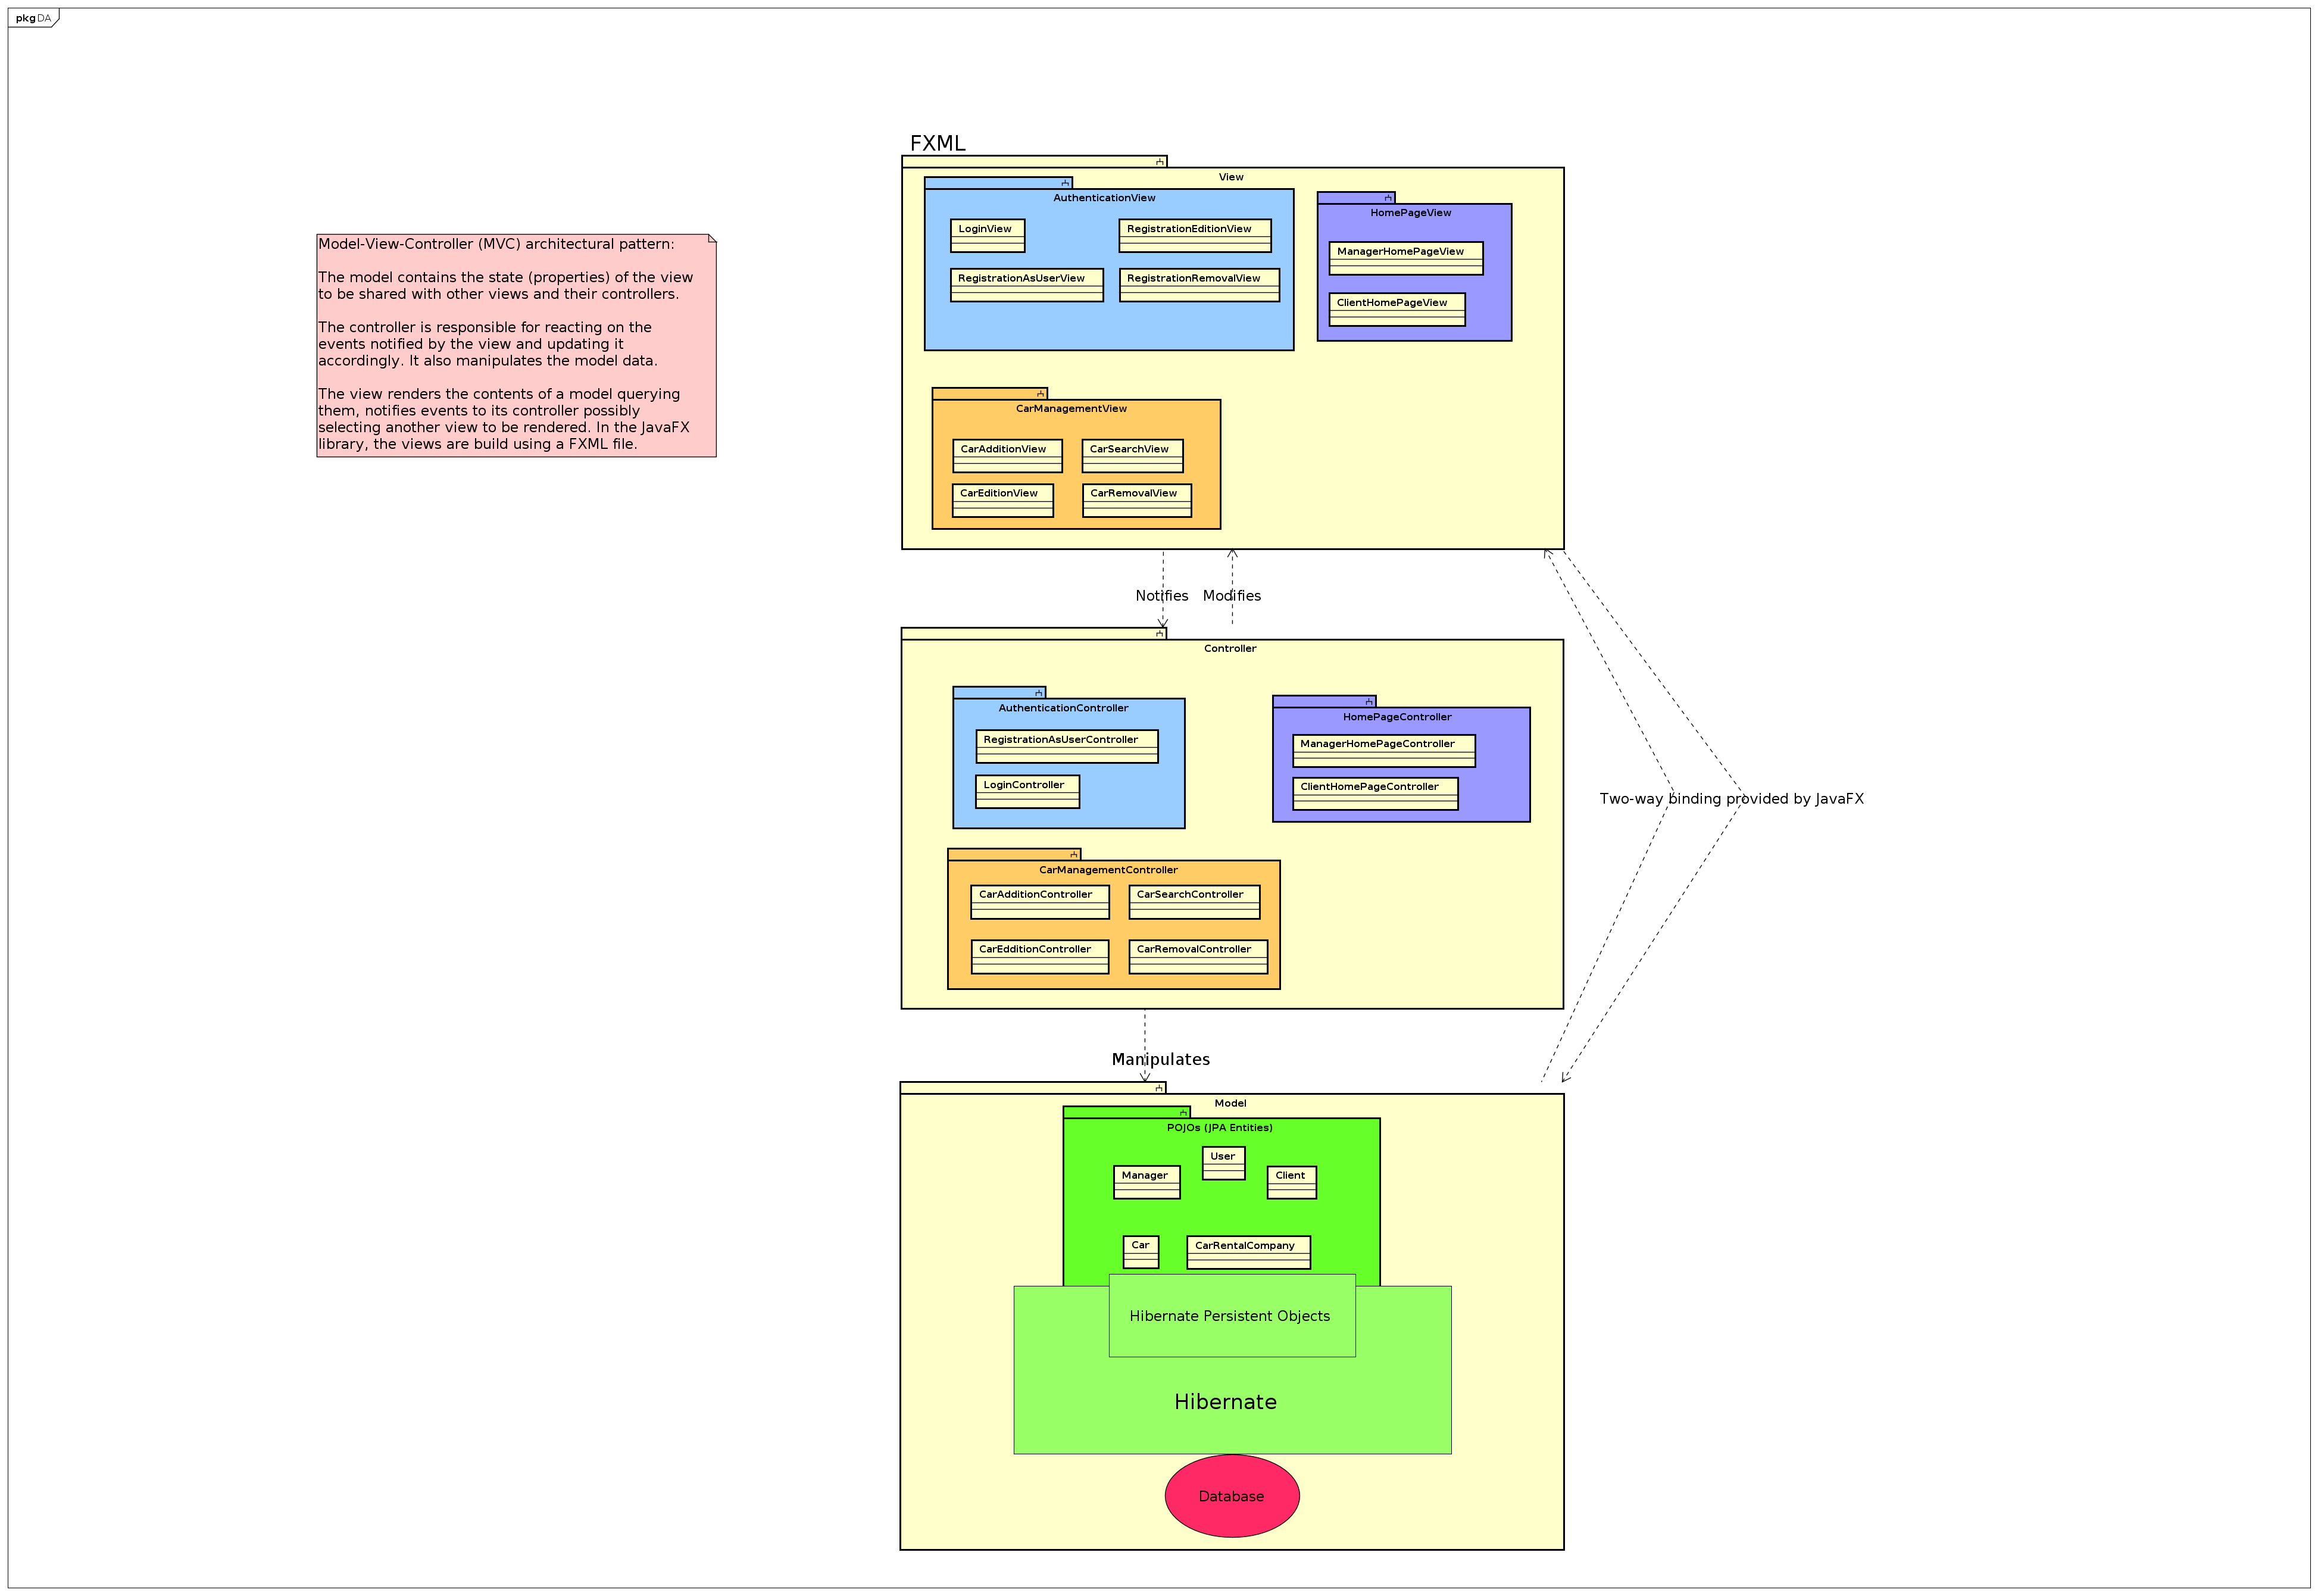 pkg DA
FXML
View
AuthenticationView
LoginView
RegistrationEditionView
RegistrationAsUserView
RegistrationRemovalView
HomePageView
ManagerHomePageView
ClientHomePageView
Model-View-Controller (MVC) architectural pattern:
The model contains the state (properties) of the view
to be shared with other views and their controllers.
The controller is responsible for reacting on the
events notified by the view and updating it
accordingly. It also manipulates the model data.
The view renders the contents of a model querying
them, notifies events to its controller possibly
selecting another view to be rendered. In the JavaFX
library, the views are build using a FXML file.
CarManagementView
CarAdditionView
CarSearchView
CarEditionView
CarRemovalView
Notifies
Modifies
Controller
AuthenticationController
RegistrationAsUserController
LoginController
HomePageController
ManagerHomePageController
ClientHomePageController
Two-way binding provided by JavaFX
CarManagementController
CarAdditionController
CarSearchController
CarEdditionController
CarRemovalController
Manipulates
Model
POJOs (JPA Entities)
User
Manager
Client
Car
CarRentalCompany
Hibernate Persistent Objects
Hibernate
Database